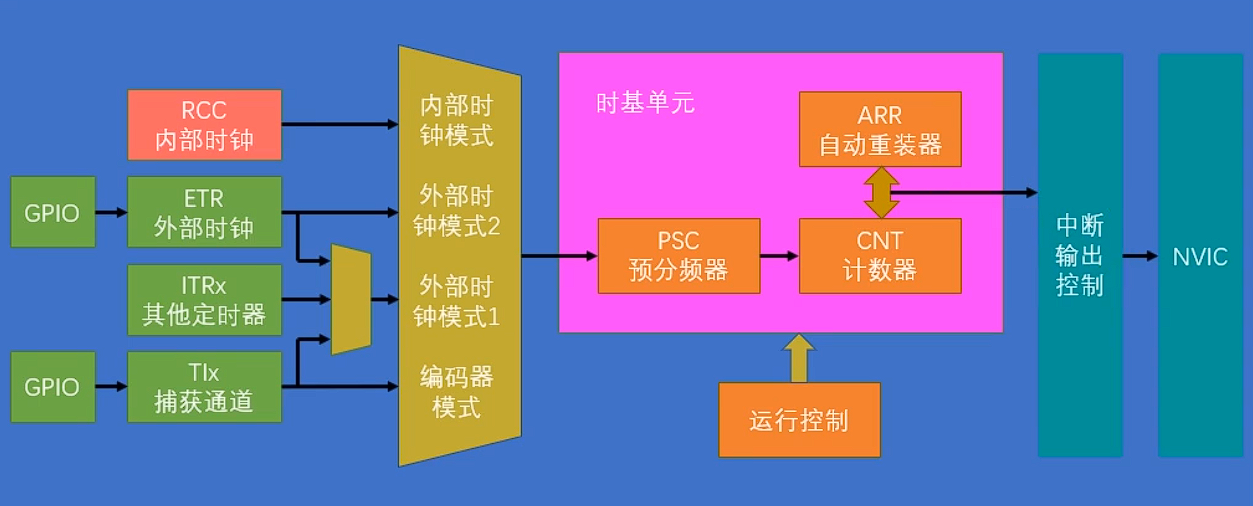 RCC
内部时钟
GPIO
ETR
外部时钟
ITRx
其他定时器
GPIO
TIx
捕获通道
内部时
钟模式
外部时
钟模式2
外部时
钟模式1
编码器
模式
时基单元
ARR
自动重装器
PSC
预分频器
CNT
计数器
运行控制
中断
输出
控制
NVIC